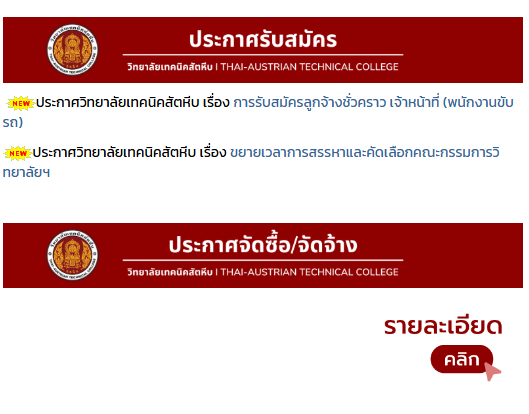 ประกาศรับสมัคร
วิทยาลัยเทคนิคสัตหีบ | THAI-AUSTRIAN TECHNICAL COLLEGE
NEW ประกาศวิทยาลัยเทคนิคสัตหีบ เรื่อง การรับสมัครลูกจ้างชั่วคราว เจ้าหน้าที่ (พนักงานขับ
รถ)
NEW ประกาศวิทยาลัยเทคนิคสัตหีบ เรื่อง ขยายเวลาการสรรหาและคัดเลือกคณะกรรมการวิ
ทยาลัยฯ
ประกาศจัดซื้อ/จัดจ้าง
วิทยาลัยเทคนิคสัตหีบ | THAI-AUSTRIAN TECHNICAL COLLEGE
รายละเอียด
คลิก